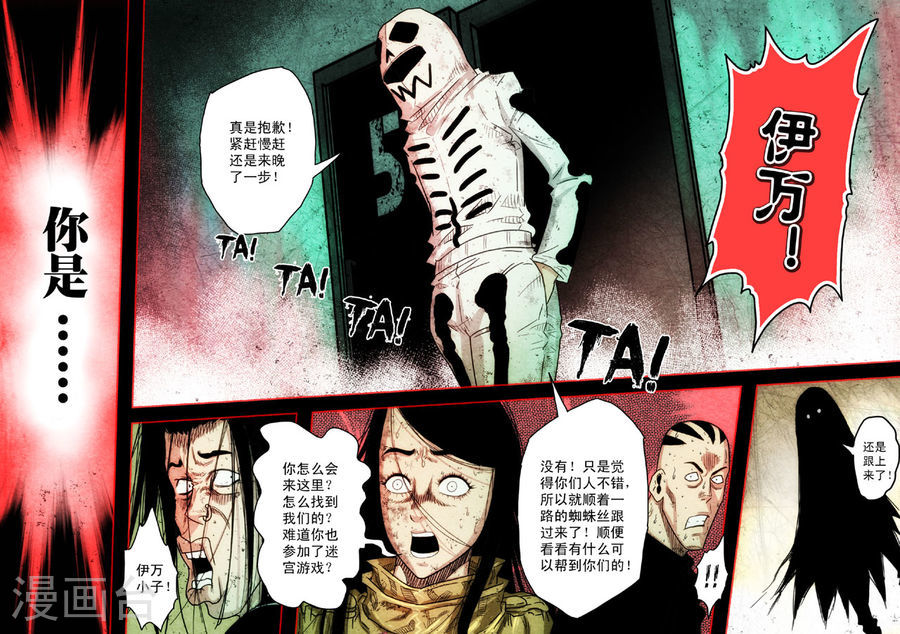 你是……
真是抱歉！
紧赶慢赶
还是来晚
了一步！
伊万！
TA!
TA!
TA!
TA!
伊万
小子！
你怎么会
来这里？
怎么找到
我们的？
难道你也
参加了迷
宫游戏？
没有！只是觉
得你们人不错，
所以就顺着一
路的蜘蛛丝跟
过来了！顺便
看看有什么可
以帮到你们的！
!!
还是
跟上
来了！
5
漫画台